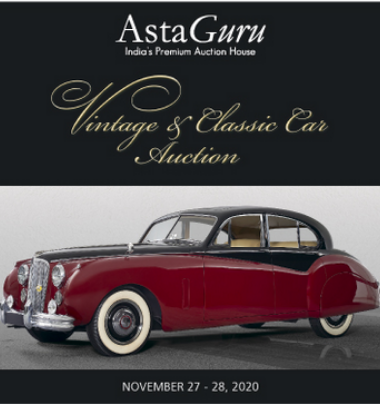 AstaGuru
India's Premium Auction House
Vintage & Classic Car
Auction
NOVEMBER 27 - 28, 2020